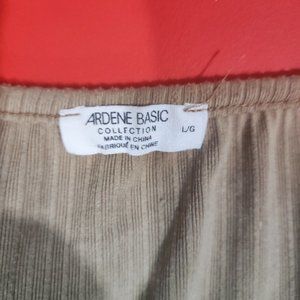 ARDENE BASIC
COLLECTION
MADE IN CHINA
FABRIQUÉ EN CHINE
L/G